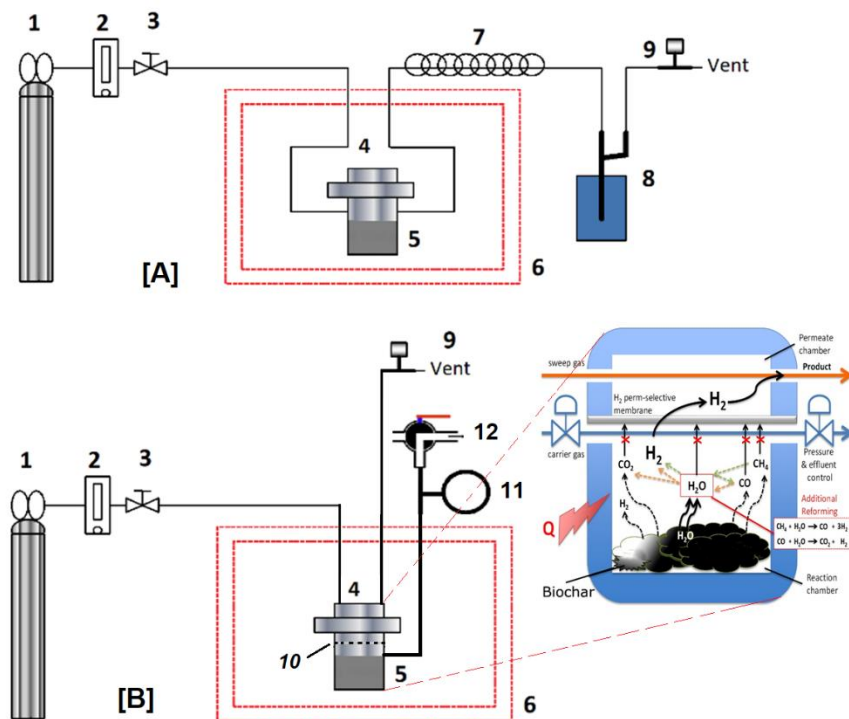 1
2
3
7
9
Vent
4
5
6
8
[A]
9
Vent
12
11
1
2
3
4
10
5
6
[B]
Permeate
chamber
sweep gas
Product
H₂
H₂ perm-selective
membrane
carrier gas
Pressure
& effluent
control
H₂
CO₂
CH₄
CO
H₂O
H₂
Q
H₂O
Additional
Reforming
CH₄ + H₂O → CO + 3H₂
CO + H₂O → CO₂ + H₂
Biochar
Reaction
chamber